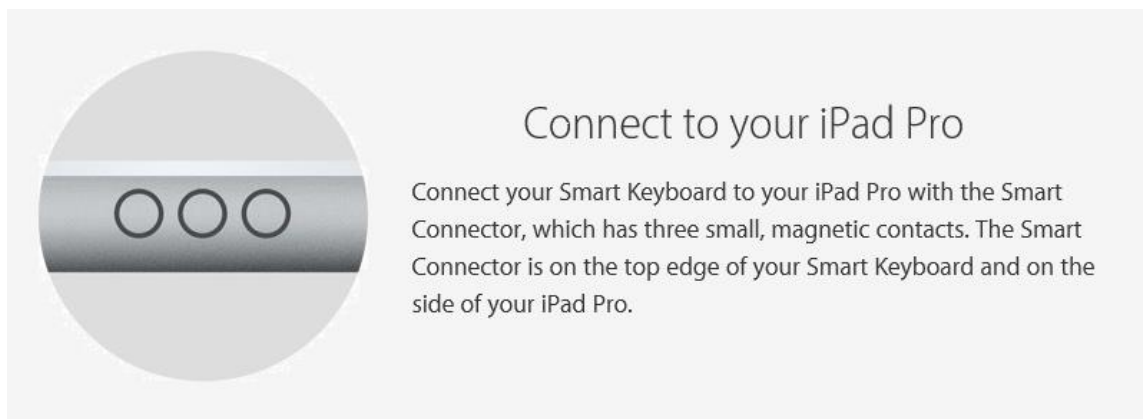 Connect to your iPad Pro
Connect your Smart Keyboard to your iPad Pro with the Smart
Connector, which has three small, magnetic contacts. The Smart
Connector is on the top edge of your Smart Keyboard and on the
side of your iPad Pro.